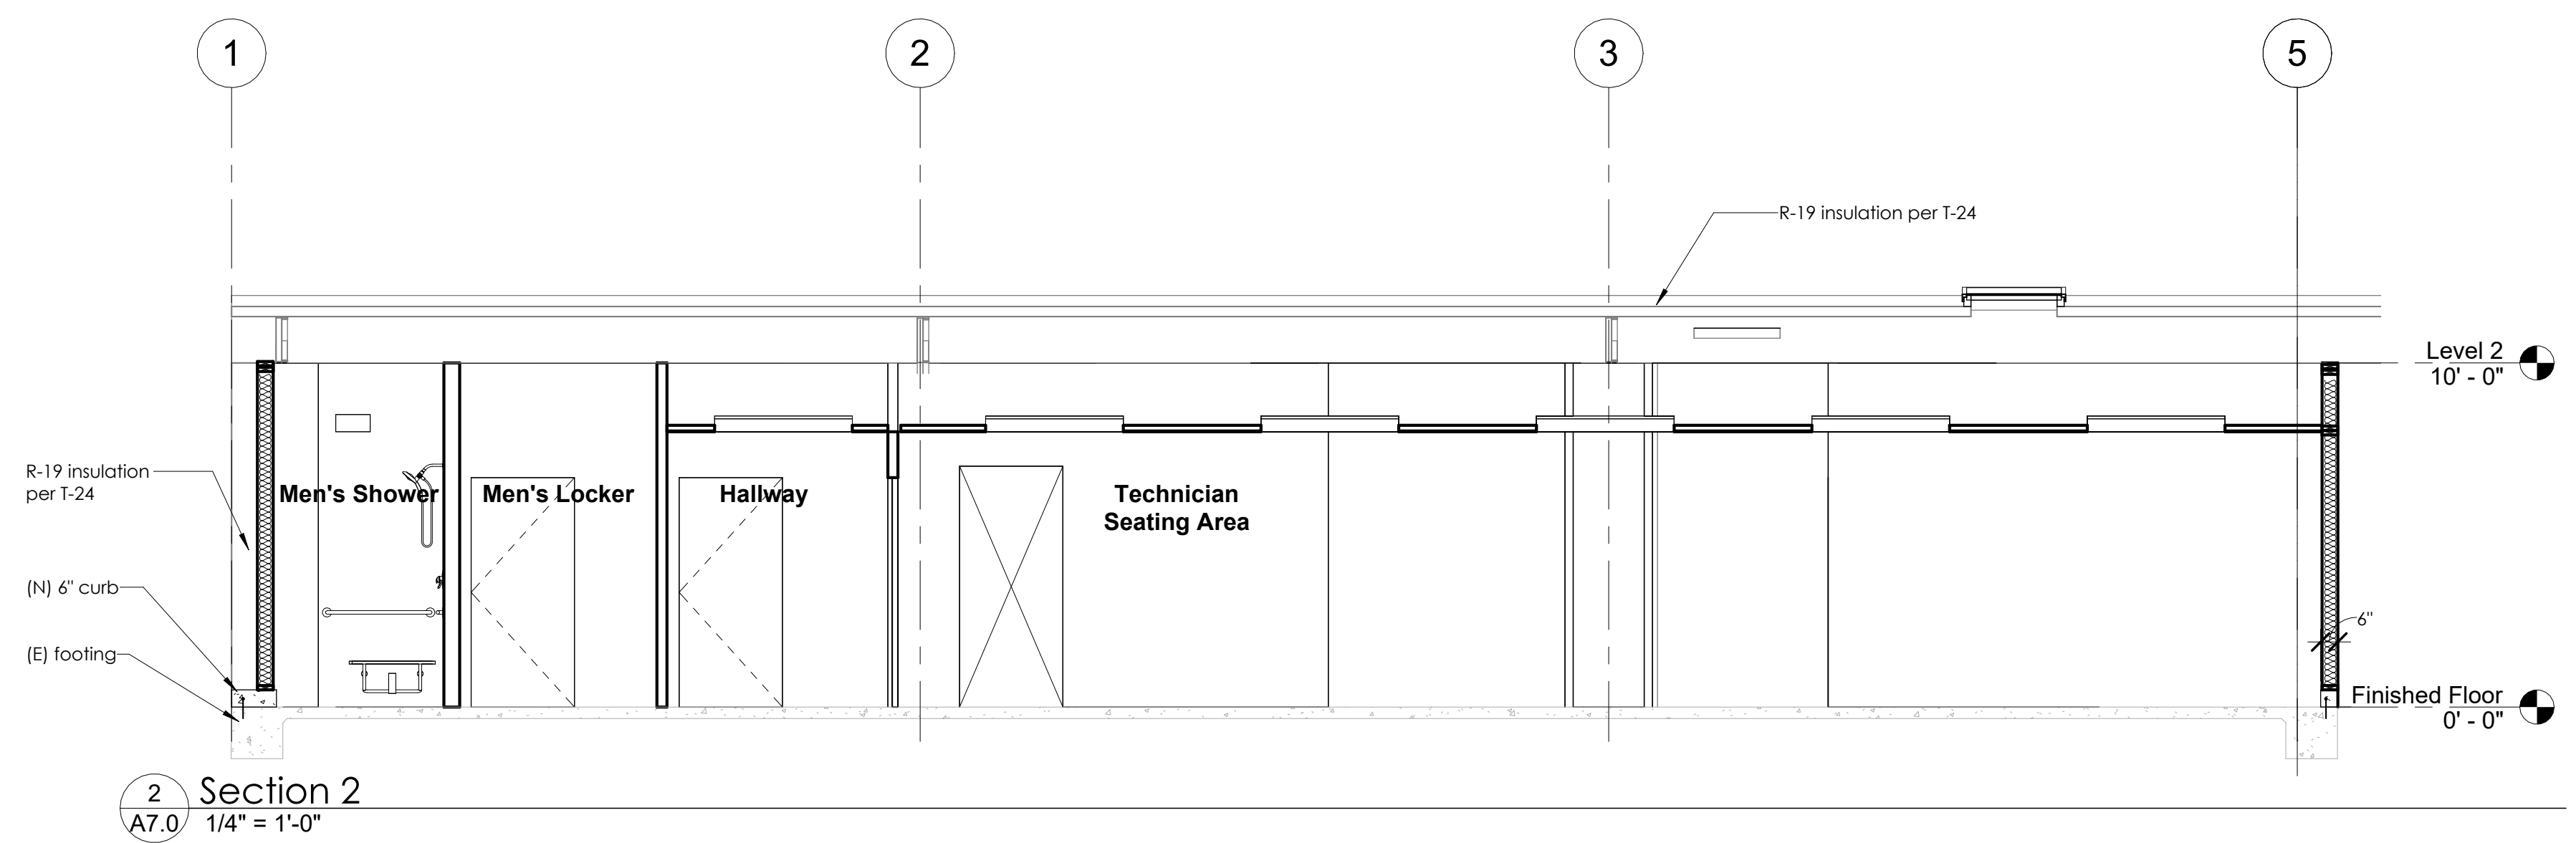 1
2
3
5
R-19 insulation per T-24
Level 2
10' - 0"
R-19 insulation
per T-24
Men's Shower
Men's Locker
Hallway
Technician
Seating Area
(N) 6" curb
6"
(E) footing
Finished Floor
0' - 0"
2
Section 2
A7.0
1/4" = 1'-0"